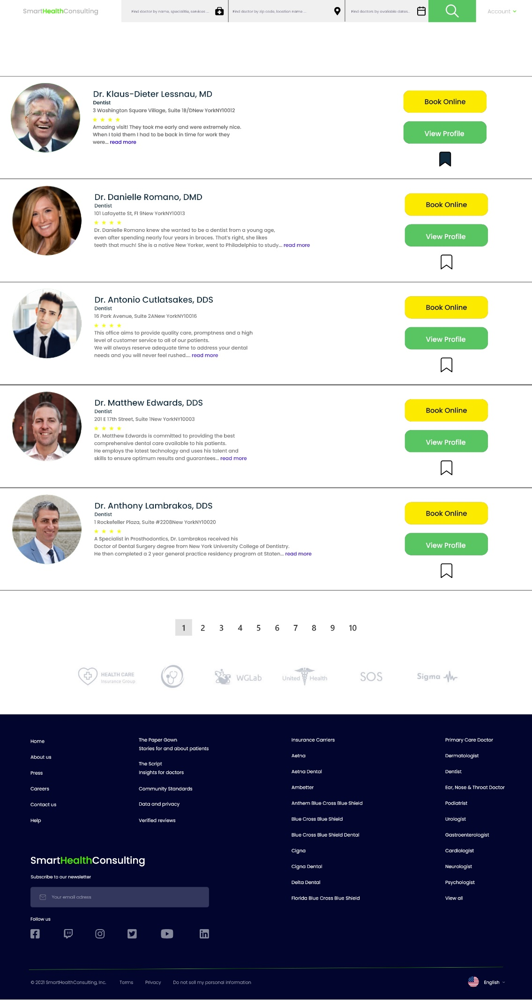 SmartHealthConsulting
Find doctor by name, specialitie, services ...
Find doctor by zip code, location name ...
Find doctors by avaliable dates..
Account
Dr. Klaus-Dieter Lessnau, MD
Dentist
3 Washington Square Village, Suite 1B/DNew YorkNY10012
Amazing visit! They took me early and were extremely nice.
When I told them I had to be back in time for work they
were... read more
Book Online
View Profile
Dr. Danielle Romano, DMD
Dentist
101 Lafayette St, Fl 9New YorkNY10013
Dr. Danielle Romano knew she wanted to be a dentist from a young age,
even after spending nearly four years in braces. That's right, she likes
teeth that much! She is a native New Yorker, went to Philadelphia to study... read more
Book Online
View Profile
Dr. Antonio Cutlatsakes, DDS
Dentist
16 Park Avenue, Suite 2ANew YorkNY10016
This office aims to provide quality care, promptness and a high
level of customer service to all of our patients.
We will always reserve adequate time to address your dental
needs and you will never feel rushed.... read more
Book Online
View Profile
Dr. Matthew Edwards, DDS
Dentist
201 E 17th Street, Suite 1New YorkNY10003
Dr. Matthew Edwards is committed to providing the best
comprehensive dental care available to his patients.
He employs the latest technology and uses his talent and
skills to ensure optimum results and guarantees... read more
Book Online
View Profile
Dr. Anthony Lambrakos, DDS
Dentist
1 Rockefeller Plaza, Suite #2208New YorkNY10020
A Specialist in Prosthodontics, Dr. Lambrakos received his
Doctor of Dental Surgery degree from New York University College of Dentistry.
He then completed a 2 year general practice residency program at Staten... read more
Book Online
View Profile
1 2 3 4 5 6 7 8 9 10
HEALTH CARE
Insurance Group
WGLab
United Health
SOS
Sigma
Home
About us
Press
Careers
Contact us
Help
The Paper Gown
Stories for and about patients
The Script
Insights for doctors
Community Standards
Data and privacy
Verified reviews
Insurance Carriers
Aetna
Aetna Dental
Ambetter
Anthem Blue Cross Blue Shield
Blue Cross Blue Shield
Blue Cross Blue Shield Dental
Cigna
Cigna Dental
Delta Dental
Florida Blue Cross Blue Shield
Primary Care Doctor
Dermatologist
Dentist
Ear, Nose & Throat Doctor
Podiatrist
Urologist
Gastroenterologist
Cardiologist
Neurologist
Psychologist
View all
SmartHealthConsulting
Subscribe to our newsletter
Your email adress
Follow us
© 2021 SmartHealthConsulting, Inc.
Terms
Privacy
Do not sell my personal information
English